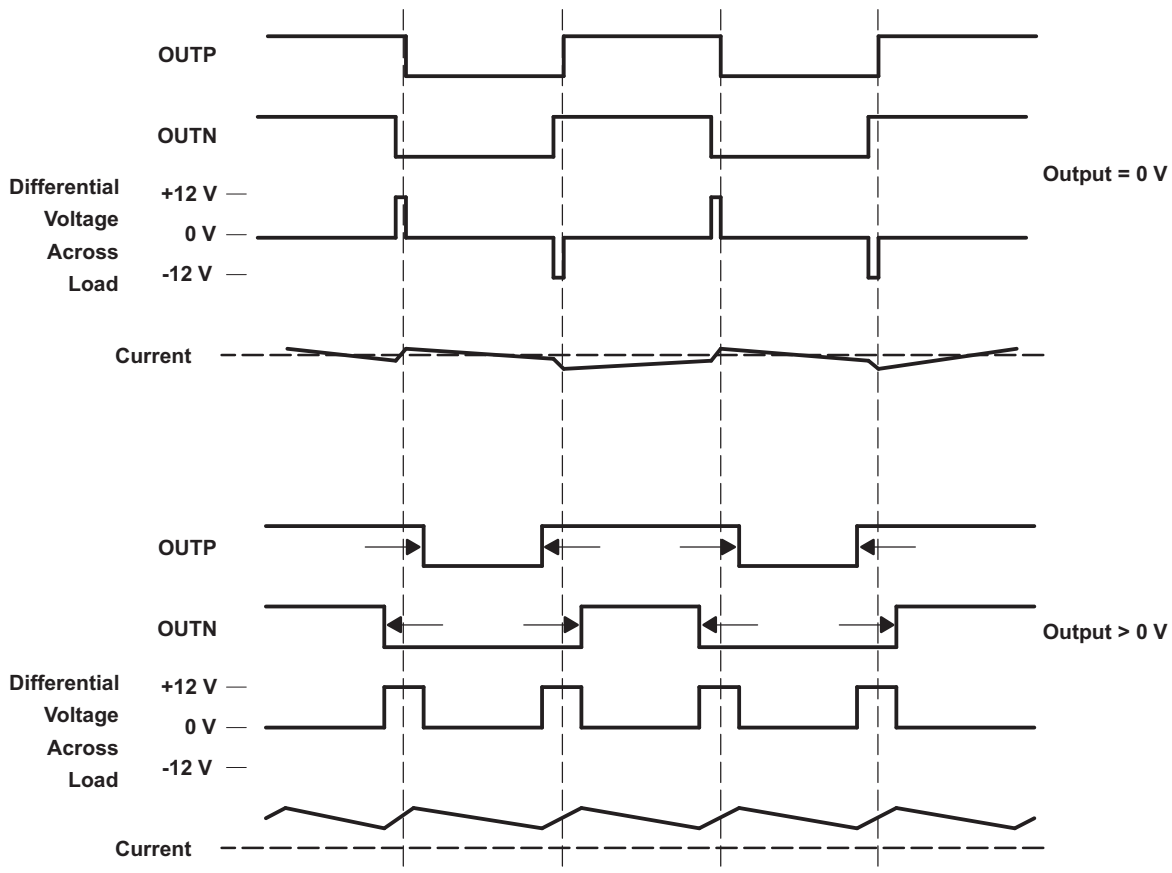 OUTP
OUTN
Output = 0 V
Differential
Voltage
Across
Load
+12 V
0 V
-12 V
Current
OUTP
OUTN
Output > 0 V
Differential
Voltage
Across
Load
+12 V
0 V
-12 V
Current